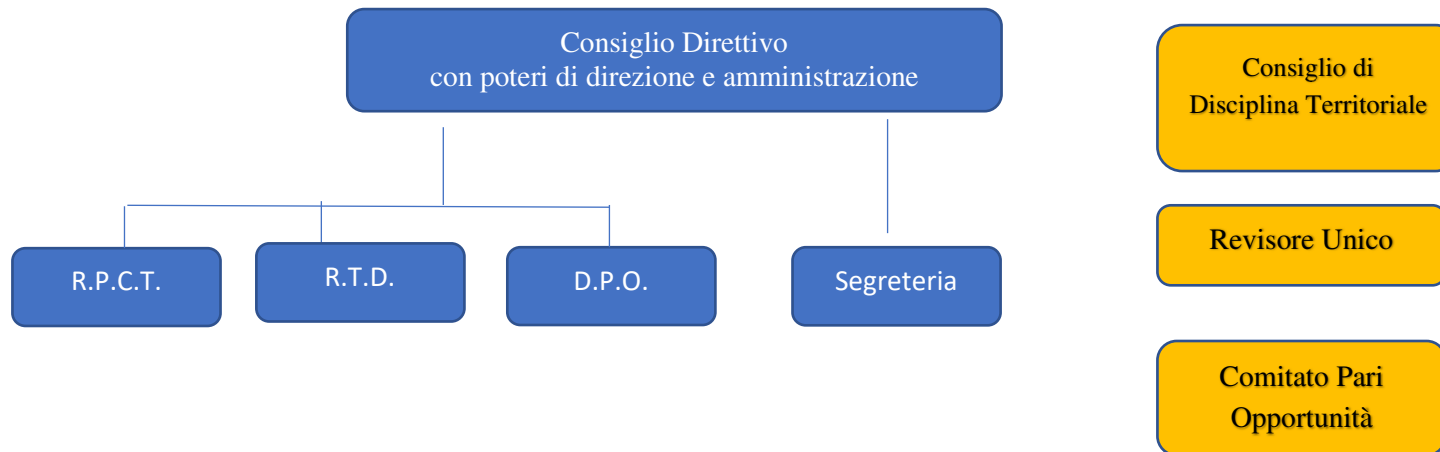 Consiglio Direttivo
con poteri di direzione e amministrazione
R.P.C.T.
R.T.D.
D.P.O.
Segreteria
Consiglio di
Disciplina Territoriale
Revisore Unico
Comitato Pari
Opportunità